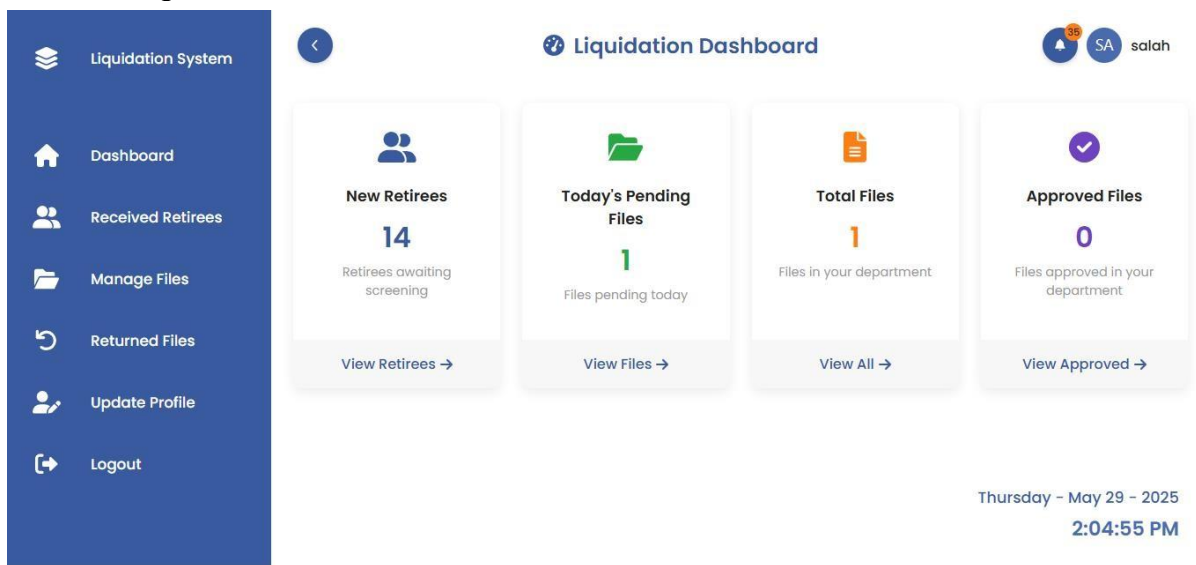 Liquidation System
Dashboard
Received Retirees
Manage Files
Returned Files
Update Profile
Logout
Liquidation Dashboard
35
SA
salah
New Retirees
14
Retirees awaiting
screening
View Retirees →
Today's Pending
Files
1
Files pending today
View Files →
Total Files
1
Files in your department
View All →
Approved Files
0
Files approved in your
department
View Approved →
Thursday - May 29 - 2025
2:04:55 PM